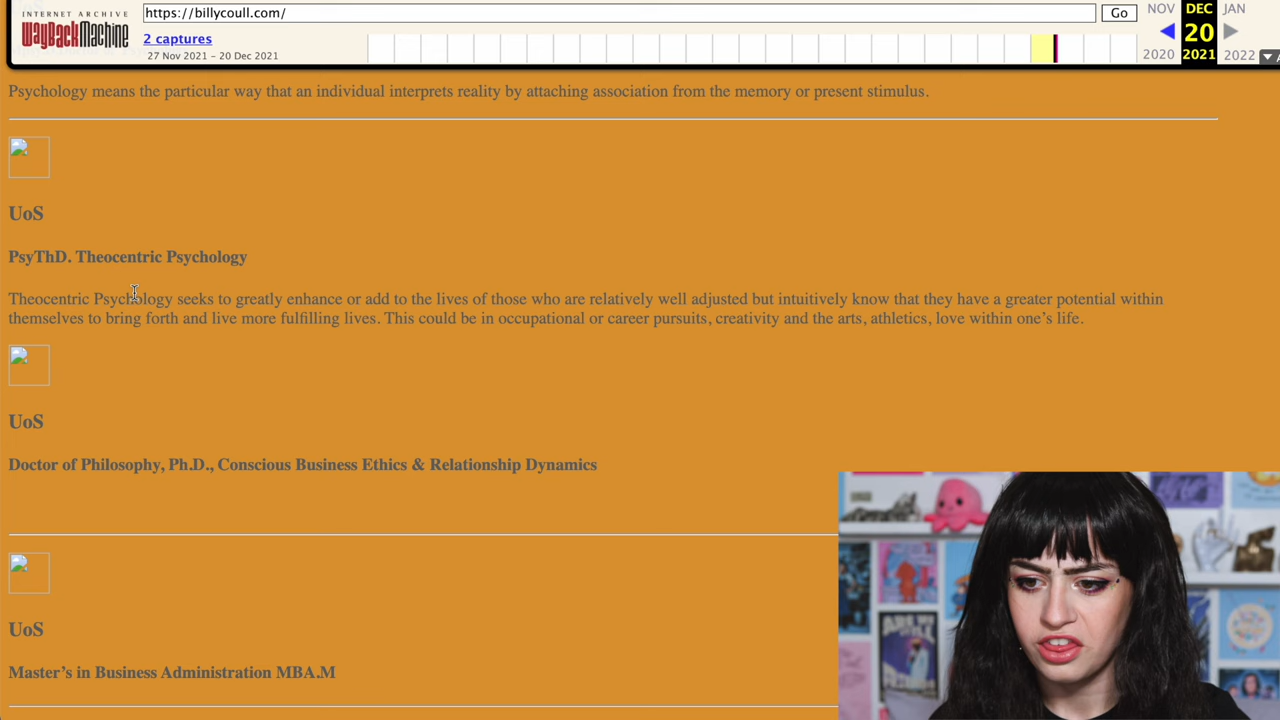 INTERNET ARCHIVE
WayBackMachine
https://billycoull.com/
Go
2 captures
27 Nov 2021 – 20 Dec 2021
NOV
DEC
JAN
20
2020
2021
2022
Psychology means the particular way that an individual interprets reality by attaching association from the memory or present stimulus.
UoS
PsyThD. Theocentric Psychology
Theocentric Psychology seeks to greatly enhance or add to the lives of those who are relatively well adjusted but intuitively know that they have a greater potential within
themselves to bring forth and live more fulfilling lives. This could be in occupational or career pursuits, creativity and the arts, athletics, love within one’s life.
UoS
Doctor of Philosophy, Ph.D., Conscious Business Ethics & Relationship Dynamics
UoS
Master’s in Business Administration MBA.M